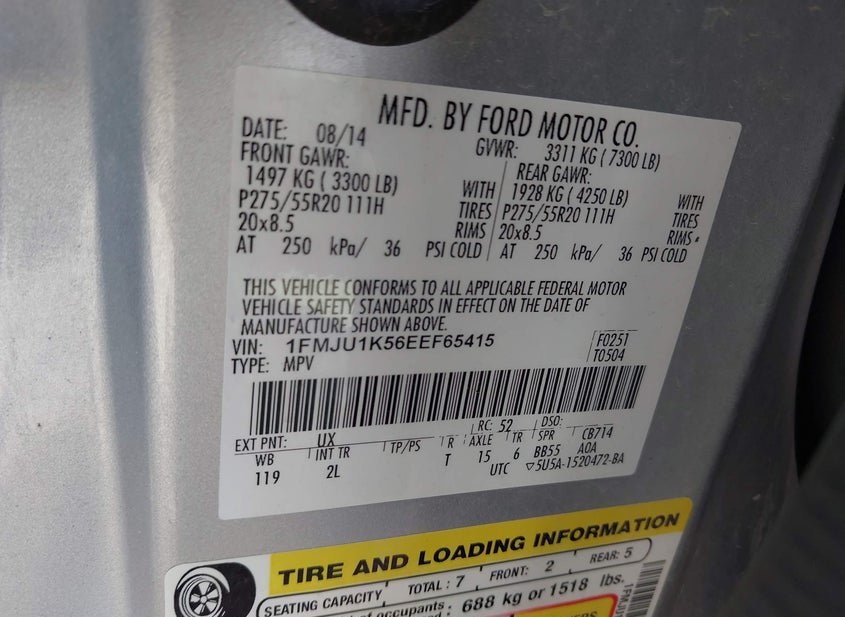 MFD. BY FORD MOTOR CO.
DATE: 08/14 GVWR: 3311 KG ( 7300 LB)
FRONT GAWR: REAR GAWR:
1497 KG ( 3300 LB) WITH 1928 KG ( 4250 LB) WITH
P275/55R20 111H TIRES P275/55R20 111H TIRES
20x8.5 RIMS 20x8.5 RIMS
AT 250 kPa/ 36 PSI COLD AT 250 kPa/ 36 PSI COLD
THIS VEHICLE CONFORMS TO ALL APPLICABLE FEDERAL MOTOR
VEHICLE SAFETY STANDARDS IN EFFECT ON THE DATE OF
MANUFACTURE SHOWN ABOVE.
VIN: 1FMJU1K56EEF65415 F0251
TYPE: MPV T0504
EXT PNT: UX RC: 52 DSO:
WB INT TR TP/PS R AXLE TR SPR CB714
119 2L T 15 6 BB55 AOA
UTC ▽5U5A-1520472-BA
TIRE AND LOADING INFORMATION
SEATING CAPACITY TOTAL: 7 FRONT: 2 REAR: 5
occupants 688 kg or 1518 lbs.